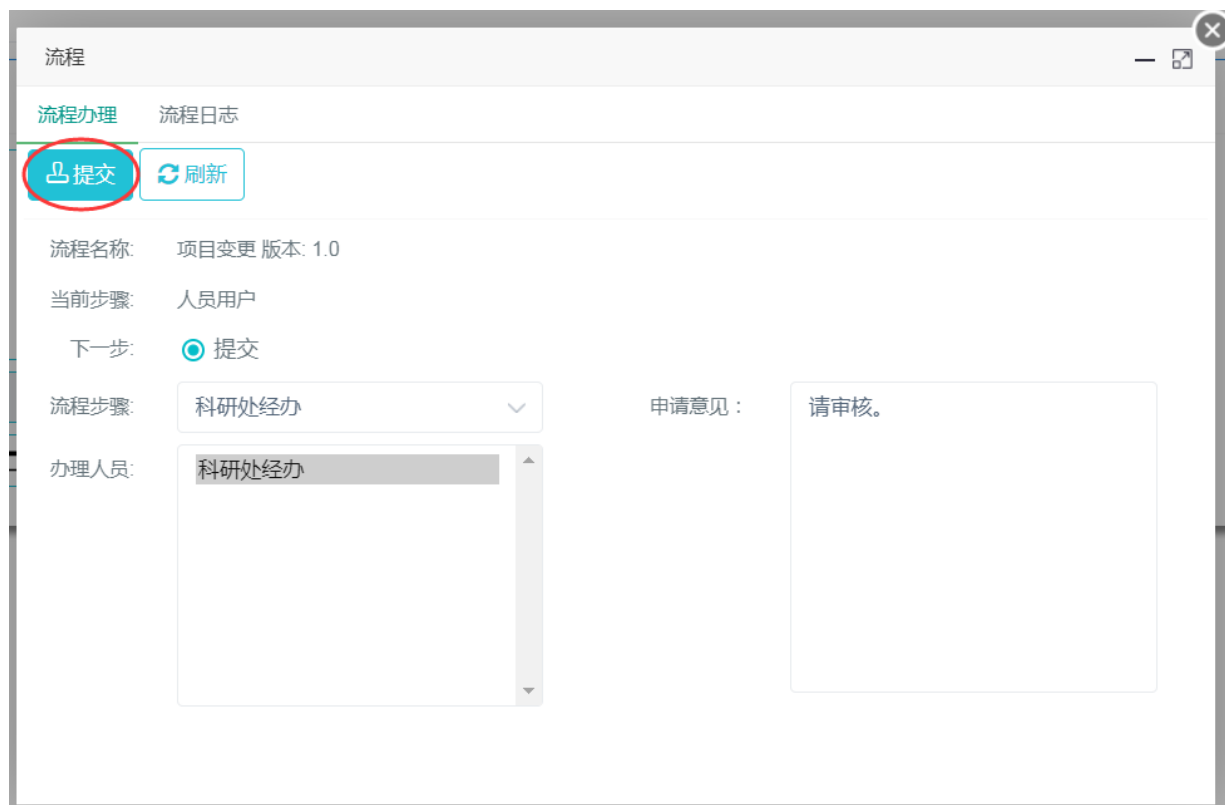 流程
流程办理 流程日志
提交 刷新
流程名称: 项目变更 版本: 1.0
当前步骤: 人员用户
下一步: 提交
流程步骤: 科研处经办 申请意见： 请审核。
办理人员: 科研处经办